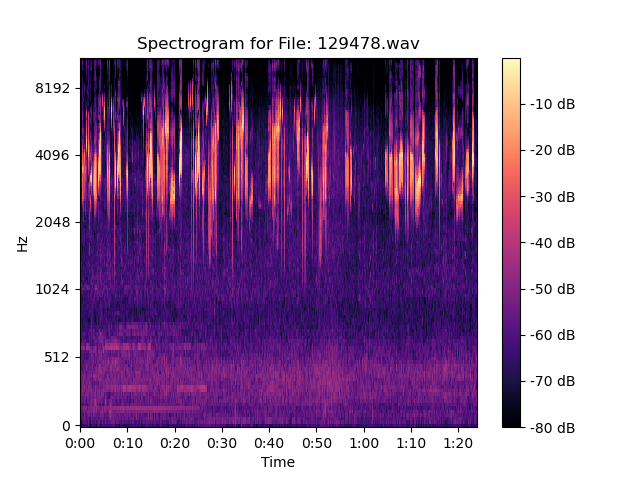 Spectrogram for File: 129478.wav
8192
4096
2048
1024
512
0
Hz
0:00 0:10 0:20 0:30 0:40 0:50 1:00 1:10 1:20
Time
-10 dB
-20 dB
-30 dB
-40 dB
-50 dB
-60 dB
-70 dB
-80 dB